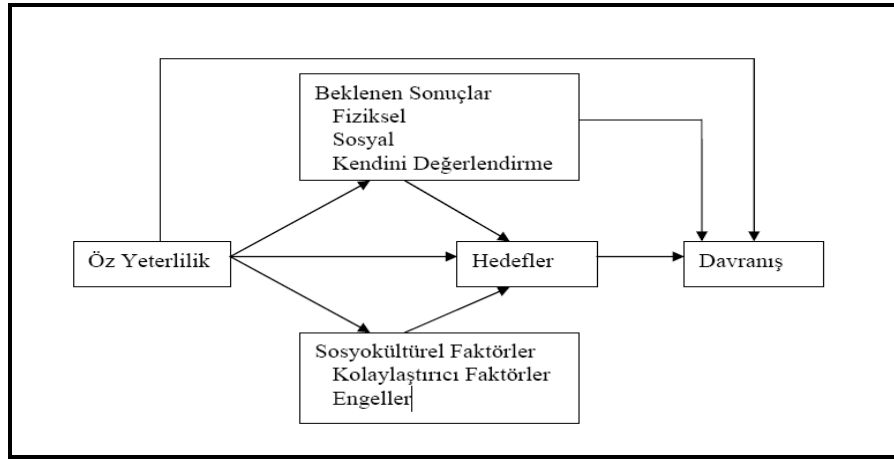 Beklenen Sonuçlar
Fiziksel
Sosyal
Kendini Değerlendirme
Öz Yeterlilik
Hedefler
Davranış
Sosyokültürel Faktörler
Kolaylaştırıcı Faktörler
Engeller